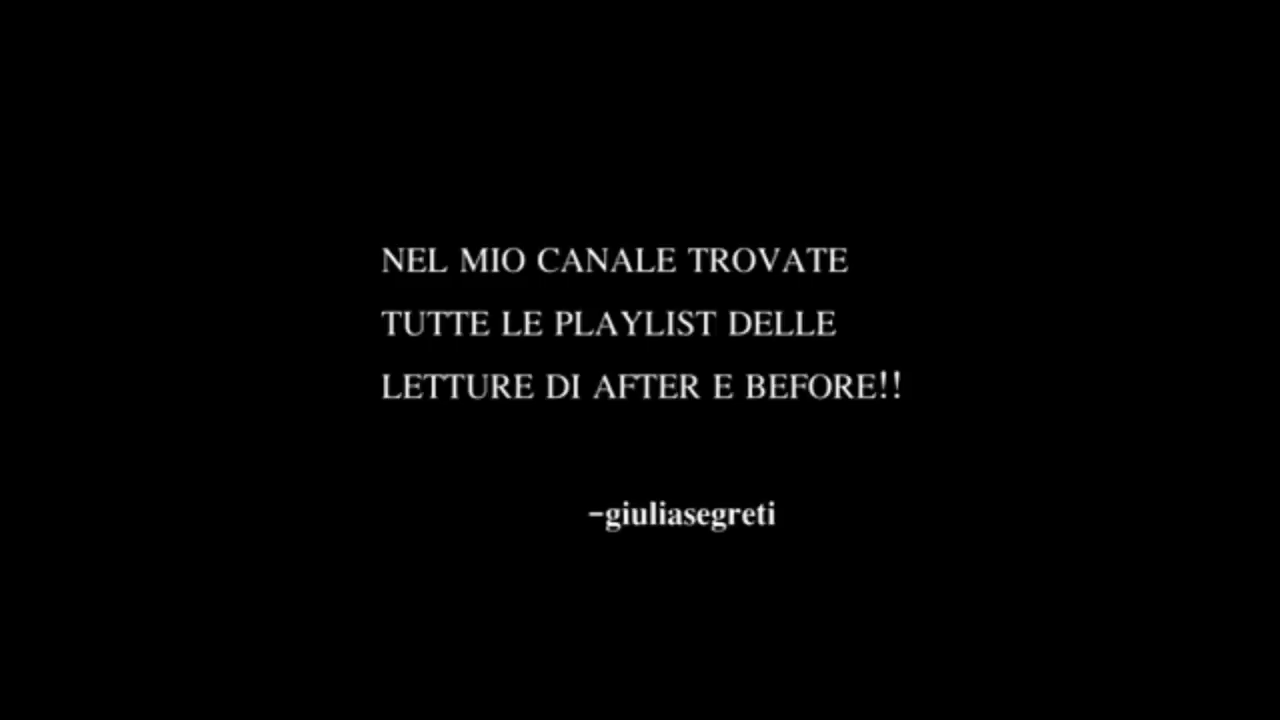 NEL MIO CANALE TROVATE
TUTTE LE PLAYLIST DELLE
LETTURE DI AFTER E BEFORE!!
-giuliasegreti